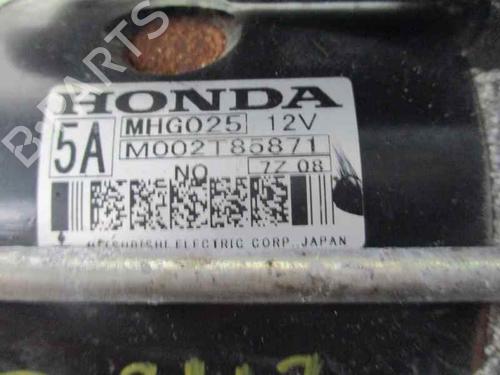 B-PARTS
HONDA
5A MHG025 12V
M002T85871
NO 7Z 08
MITSUBISHI ELECTRIC CORP., JAPAN